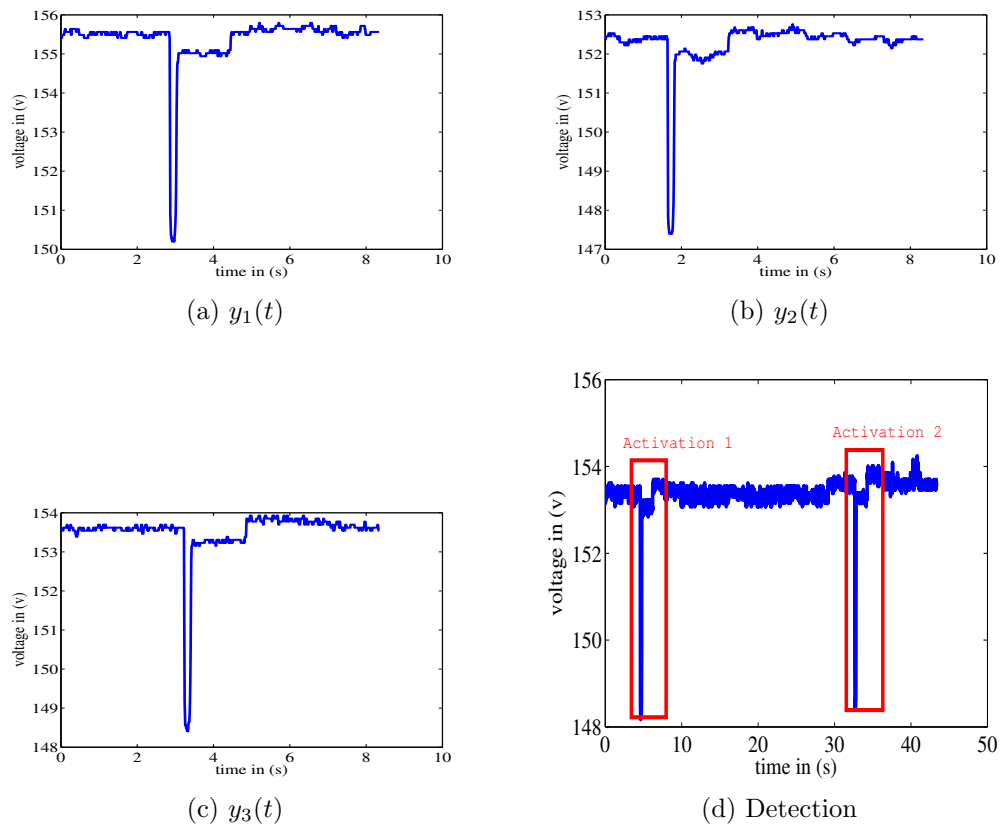 156
155
154
153
152
151
150
voltage in (v)
0 2 4 6 8 10
time in (s)
(a) y₁(t)
153
152
151
150
149
148
147
voltage in (v)
0 2 4 6 8 10
time in (s)
(b) y₂(t)
154
153
152
151
150
149
148
voltage in (v)
0 2 4 6 8 10
time in (s)
(c) y₃(t)
156
154
152
150
148
voltage in (v)
Activation 1
Activation 2
0 10 20 30 40 50
time in (s)
(d) Detection